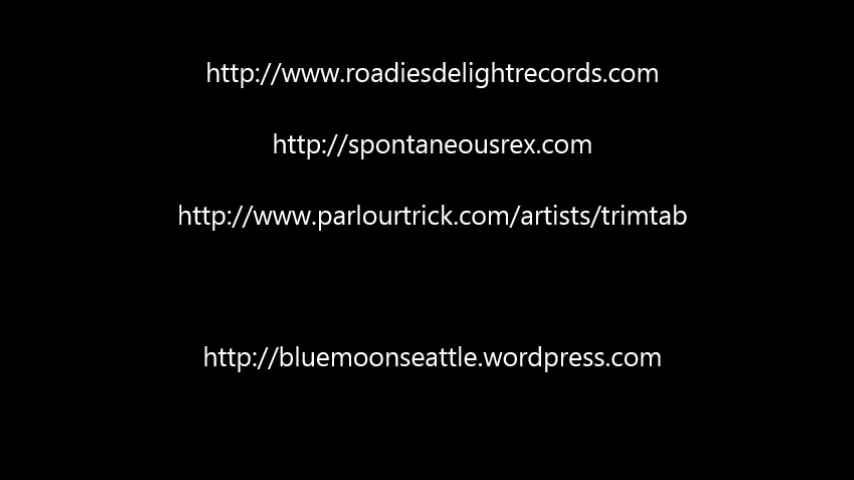 http://www.roadiesdelightrecords.com
http://spontaneousrex.com
http://www.parlourtrick.com/artists/trimtab
http://bluemoonseattle.wordpress.com